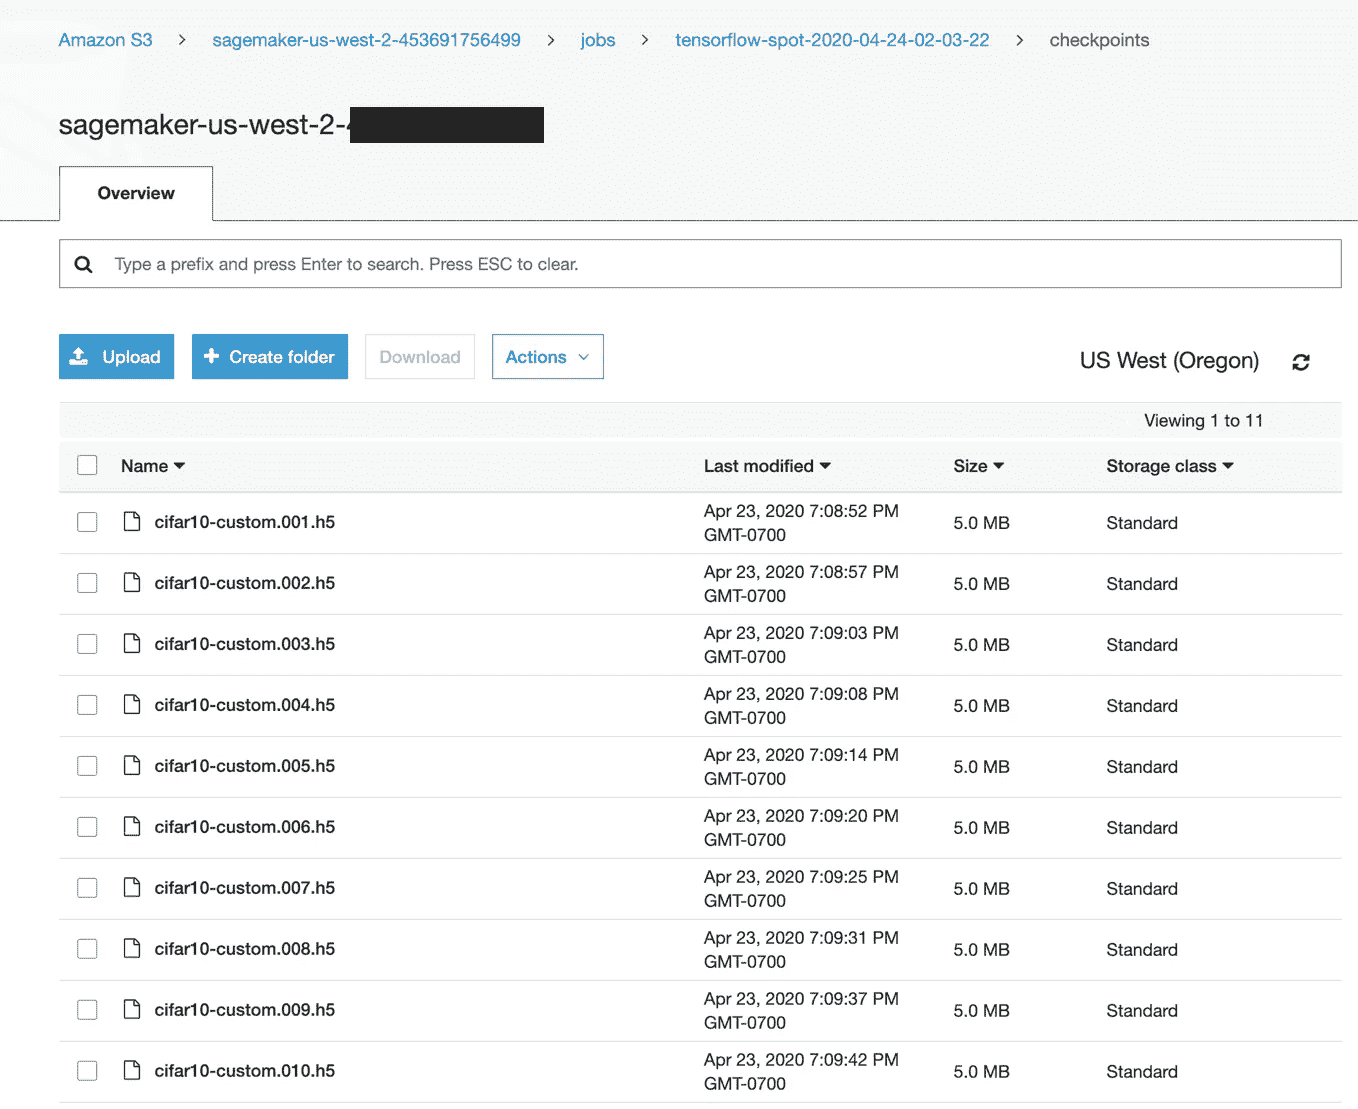 Amazon S3 > sagemaker-us-west-2-453691756499 > jobs > tensorflow-spot-2020-04-24-02-03-22 > checkpoints
sagemaker-us-west-2-
Overview
Type a prefix and press Enter to search. Press ESC to clear.
Upload Create folder Download Actions US West (Oregon)
Viewing 1 to 11
Name Last modified Size Storage class
cifar10-custom.001.h5 Apr 23, 2020 7:08:52 PM 5.0 MB Standard
GMT-0700
cifar10-custom.002.h5 Apr 23, 2020 7:08:57 PM 5.0 MB Standard
GMT-0700
cifar10-custom.003.h5 Apr 23, 2020 7:09:03 PM 5.0 MB Standard
GMT-0700
cifar10-custom.004.h5 Apr 23, 2020 7:09:08 PM 5.0 MB Standard
GMT-0700
cifar10-custom.005.h5 Apr 23, 2020 7:09:14 PM 5.0 MB Standard
GMT-0700
cifar10-custom.006.h5 Apr 23, 2020 7:09:20 PM 5.0 MB Standard
GMT-0700
cifar10-custom.007.h5 Apr 23, 2020 7:09:25 PM 5.0 MB Standard
GMT-0700
cifar10-custom.008.h5 Apr 23, 2020 7:09:31 PM 5.0 MB Standard
GMT-0700
cifar10-custom.009.h5 Apr 23, 2020 7:09:37 PM 5.0 MB Standard
GMT-0700
cifar10-custom.010.h5 Apr 23, 2020 7:09:42 PM 5.0 MB Standard
GMT-0700